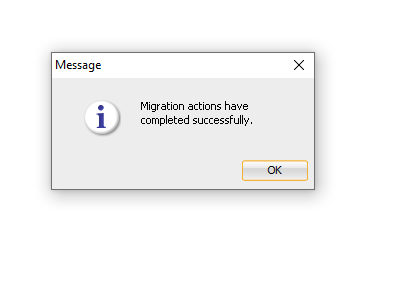 Message
Migration actions have
completed successfully.
OK